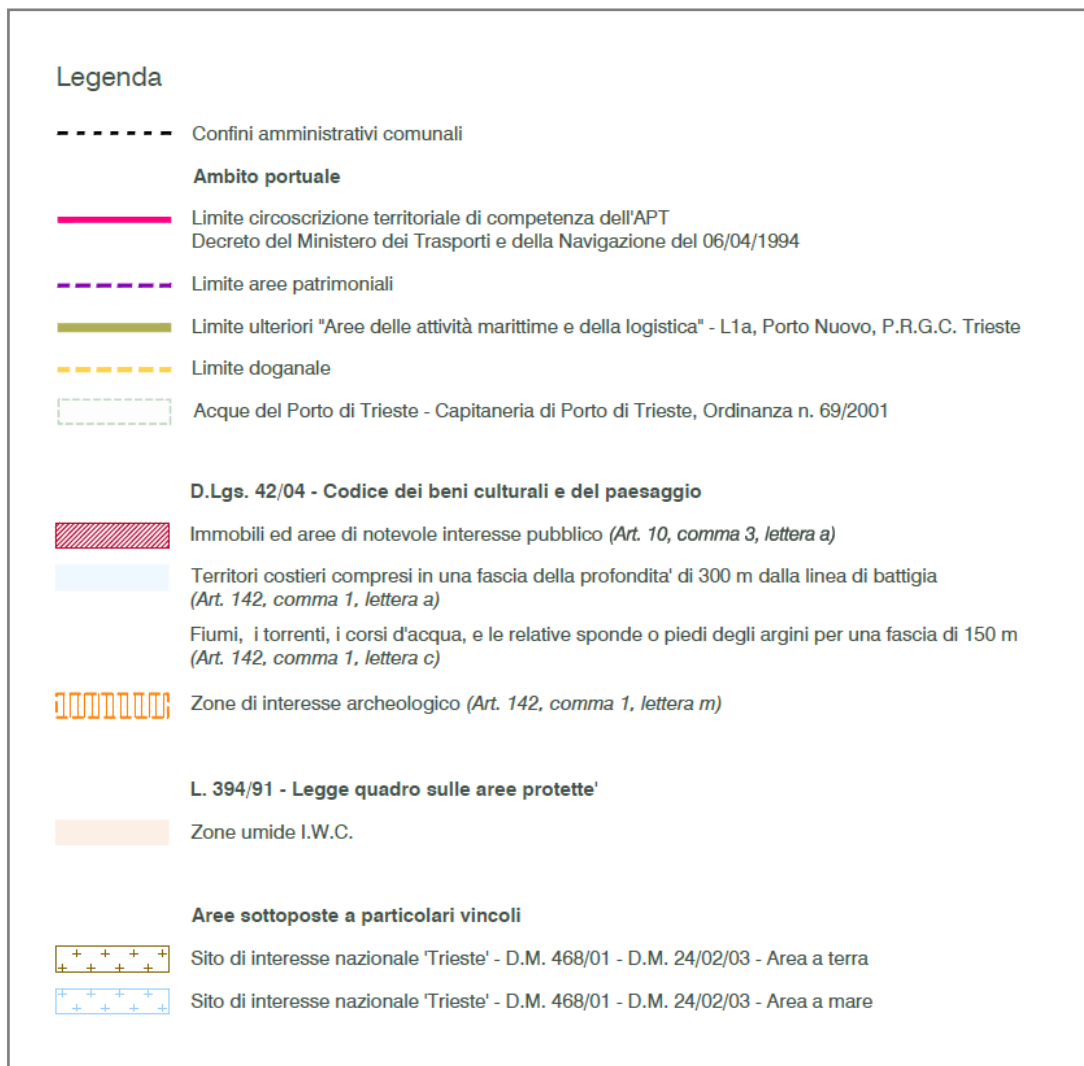 Legenda
Confini amministrativi comunali
Ambito portuale
Limite circoscrizione territoriale di competenza dell'APT
Decreto del Ministero dei Trasporti e della Navigazione del 06/04/1994
Limite aree patrimoniali
Limite ulteriori "Aree delle attività marittime e della logistica" - L1a, Porto Nuovo, P.R.G.C. Trieste
Limite doganale
Acque del Porto di Trieste - Capitaneria di Porto di Trieste, Ordinanza n. 69/2001
D.Lgs. 42/04 - Codice dei beni culturali e del paesaggio
Immobili ed aree di notevole interesse pubblico (Art. 10, comma 3, lettera a)
Territori costieri compresi in una fascia della profondita' di 300 m dalla linea di battigia
(Art. 142, comma 1, lettera a)
Fiumi, i torrenti, i corsi d'acqua, e le relative sponde o piedi degli argini per una fascia di 150 m
(Art. 142, comma 1, lettera c)
Zone di interesse archeologico (Art. 142, comma 1, lettera m)
L. 394/91 - Legge quadro sulle aree protette'
Zone umide I.W.C.
Aree sottoposte a particolari vincoli
Sito di interesse nazionale 'Trieste' - D.M. 468/01 - D.M. 24/02/03 - Area a terra
Sito di interesse nazionale 'Trieste' - D.M. 468/01 - D.M. 24/02/03 - Area a mare